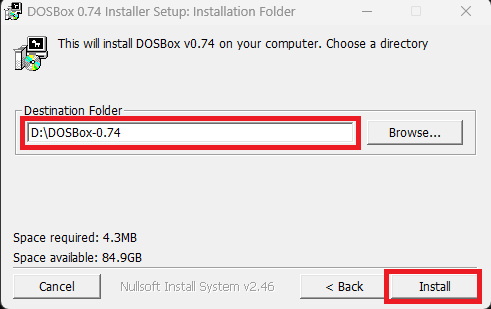 DOSBox 0.74 Installer Setup: Installation Folder
This will install DOSBox v0.74 on your computer. Choose a directory
Destination Folder
D:\DOSBox-0.74
Browse...
Space required: 4.3MB
Space available: 84.9GB
Cancel
Nullsoft Install System v2.46
< Back
Install